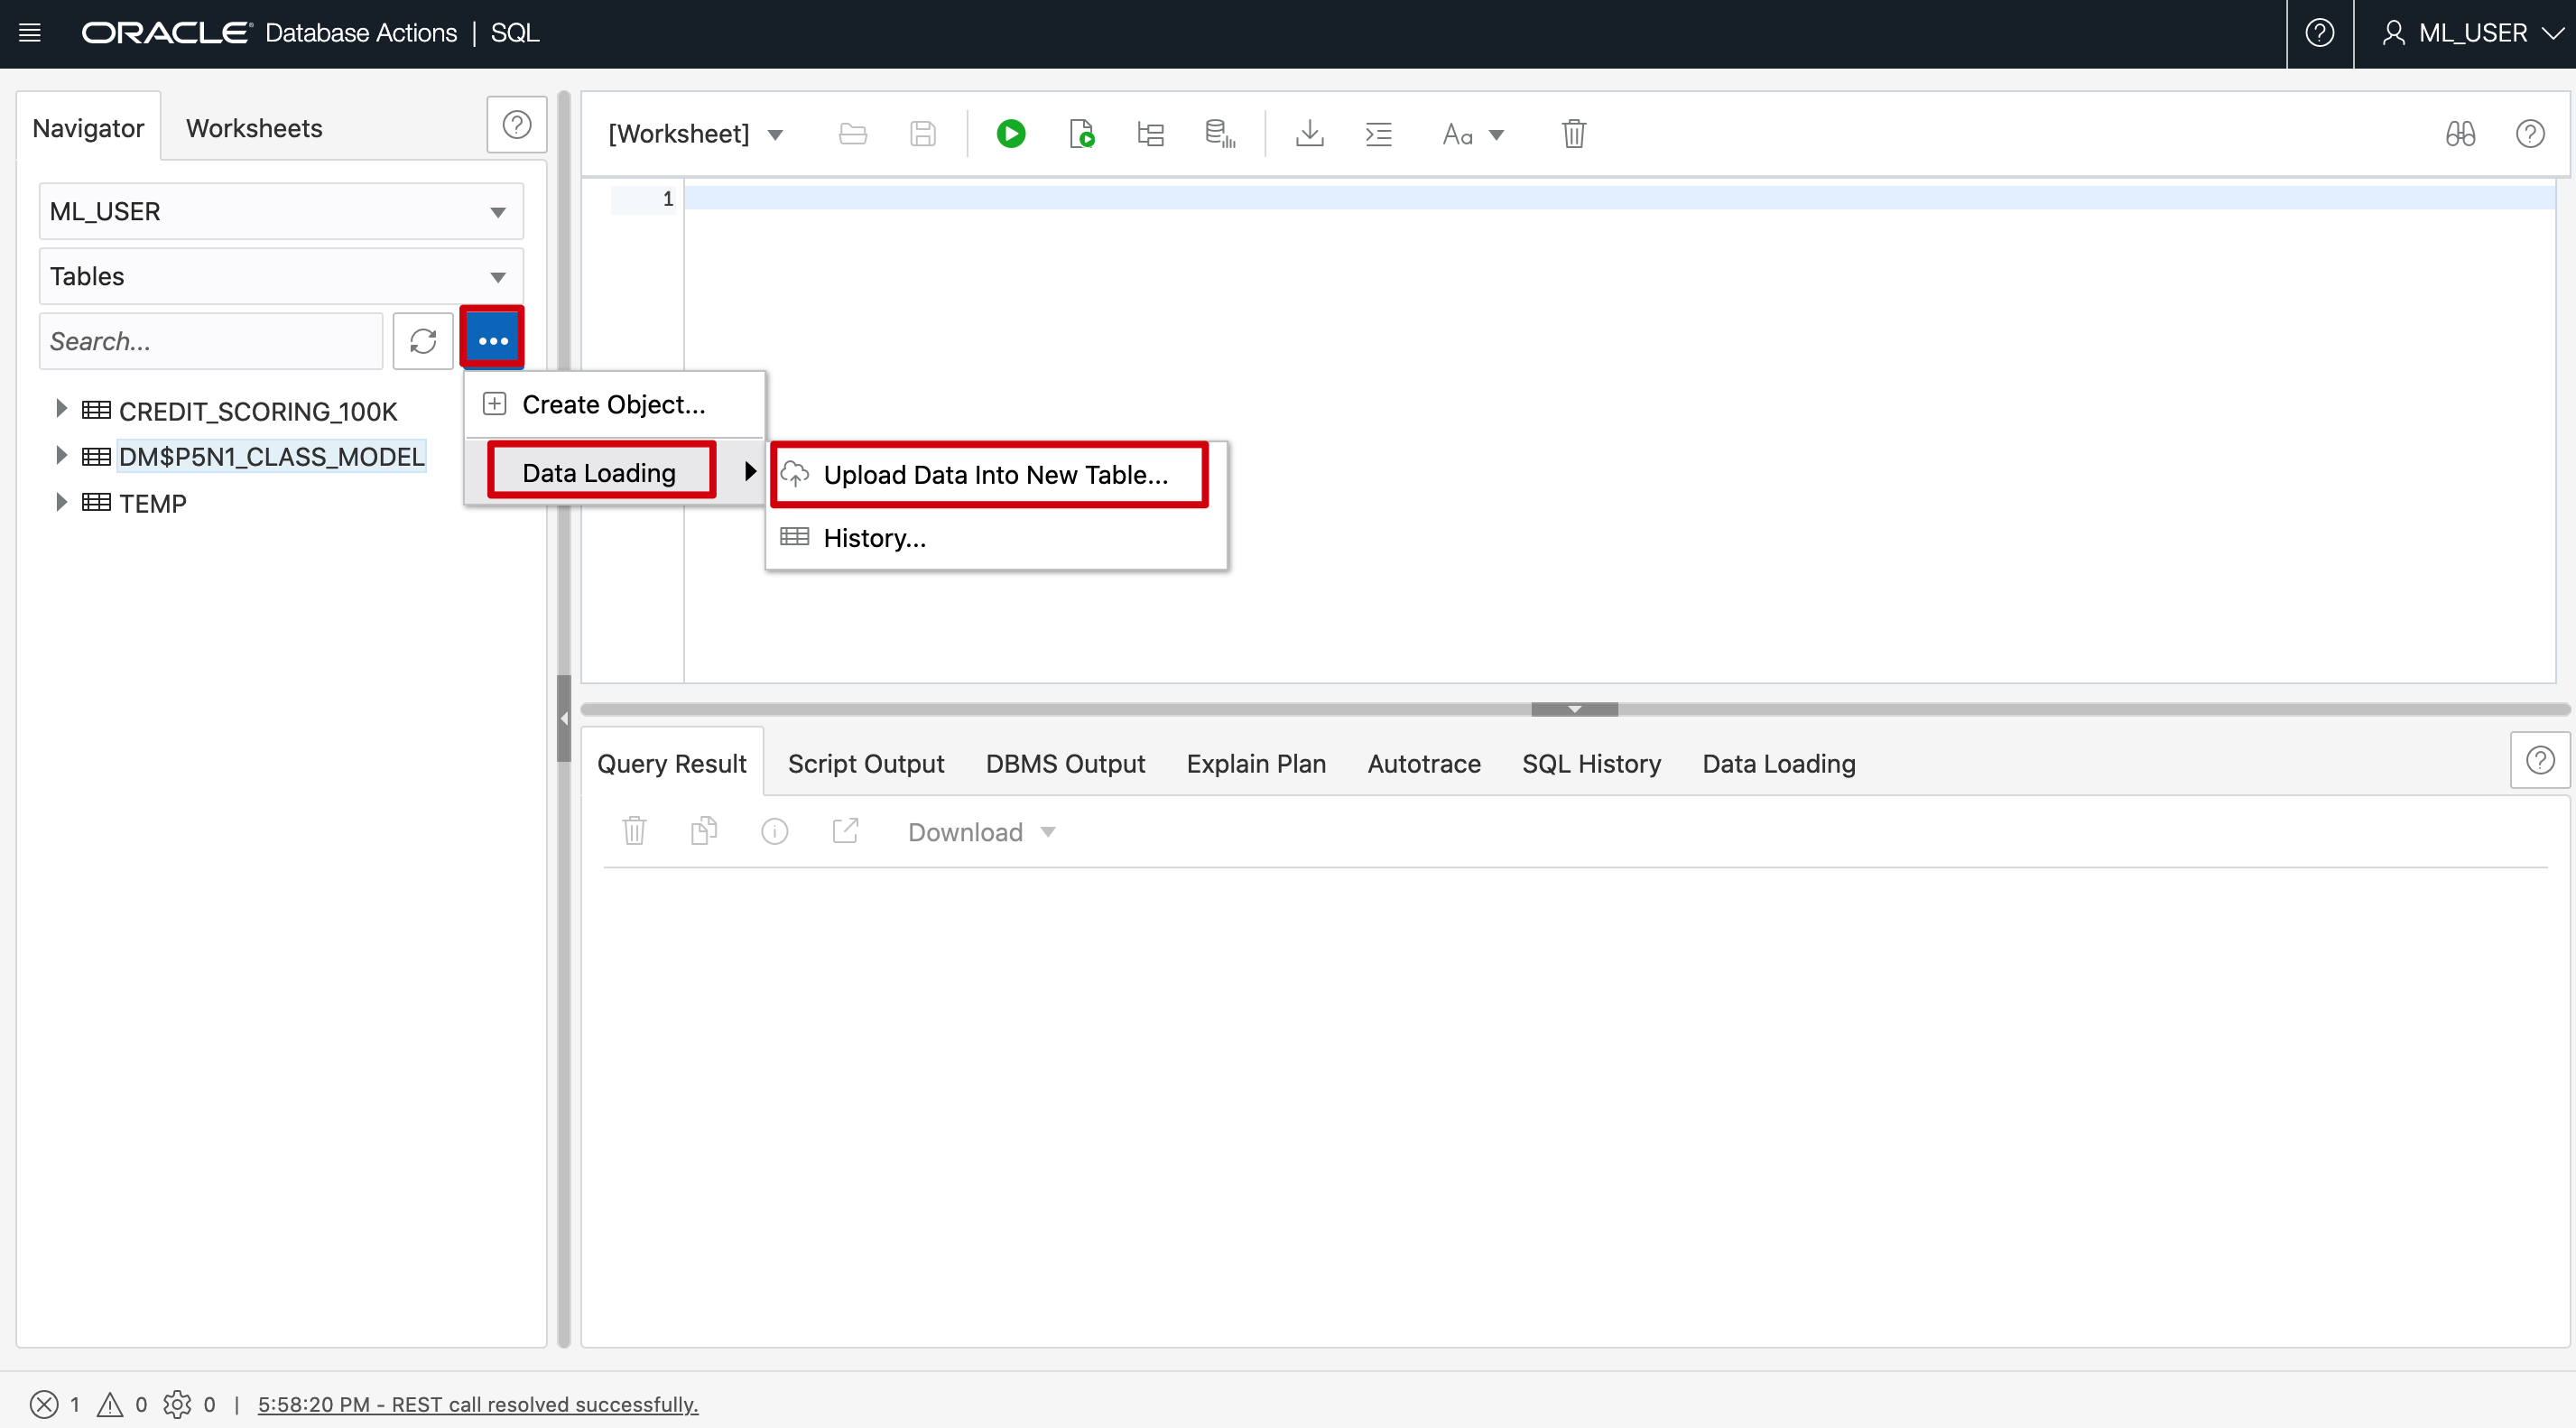 ORACLE Database Actions | SQL
ML_USER
Navigator
Worksheets
[Worksheet]
Aa
1
ML_USER
Tables
Search...
Create Object...
Data Loading
Upload Data Into New Table...
History...
CREDIT_SCORING_100K
DM$P5N1_CLASS_MODEL
TEMP
Query Result
Script Output
DBMS Output
Explain Plan
Autotrace
SQL History
Data Loading
Download
1 0 0 | 5:58:20 PM - REST call resolved successfully.